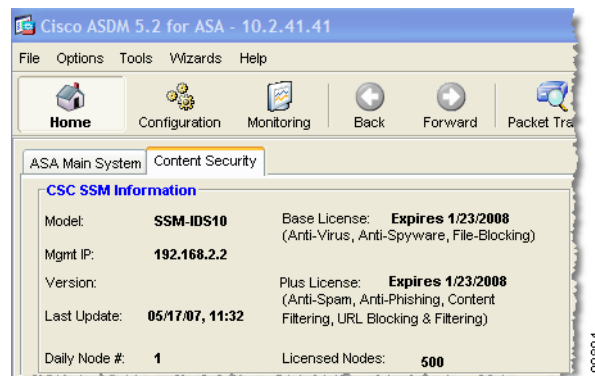 Cisco ASDM 5.2 for ASA - 10.2.41.41
File Options Tools Wizards Help
Home Configuration Monitoring Back Forward Packet Tra
ASA Main System Content Security
CSC SSM Information
Model: SSM-IDS10 Base License: Expires 1/23/2008
(Anti-Virus, Anti-Spyware, File-Blocking)
Mgmt IP: 192.168.2.2
Version: Plus License: Expires 1/23/2008
(Anti-Spam, Anti-Phishing, Content
Last Update: 05/17/07, 11:32 Filtering, URL Blocking & Filtering)
Daily Node #: 1 Licensed Nodes: 500